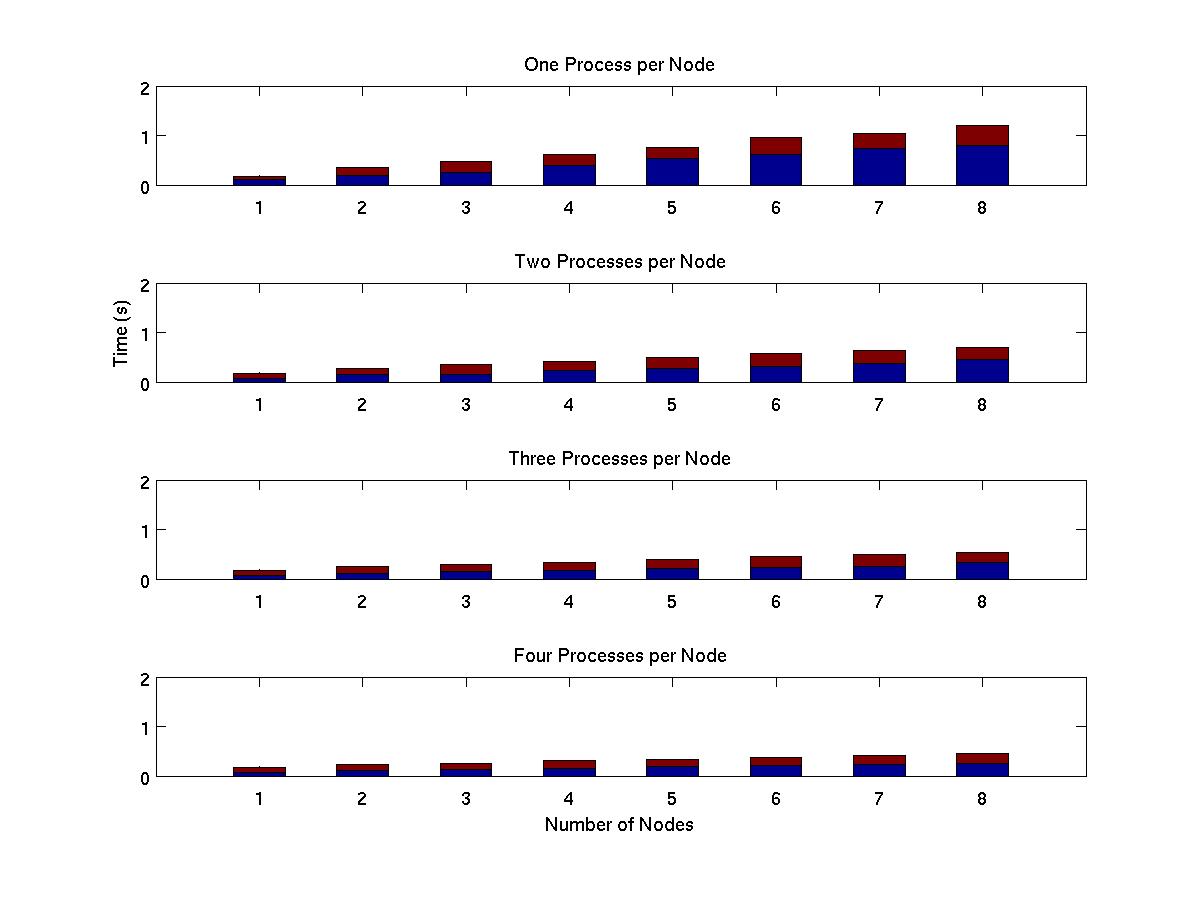 One Process per Node
2
1
0
1 2 3 4 5 6 7 8
Two Processes per Node
2
1
0
Time (s)
1 2 3 4 5 6 7 8
Three Processes per Node
2
1
0
1 2 3 4 5 6 7 8
Four Processes per Node
2
1
0
1 2 3 4 5 6 7 8
Number of Nodes